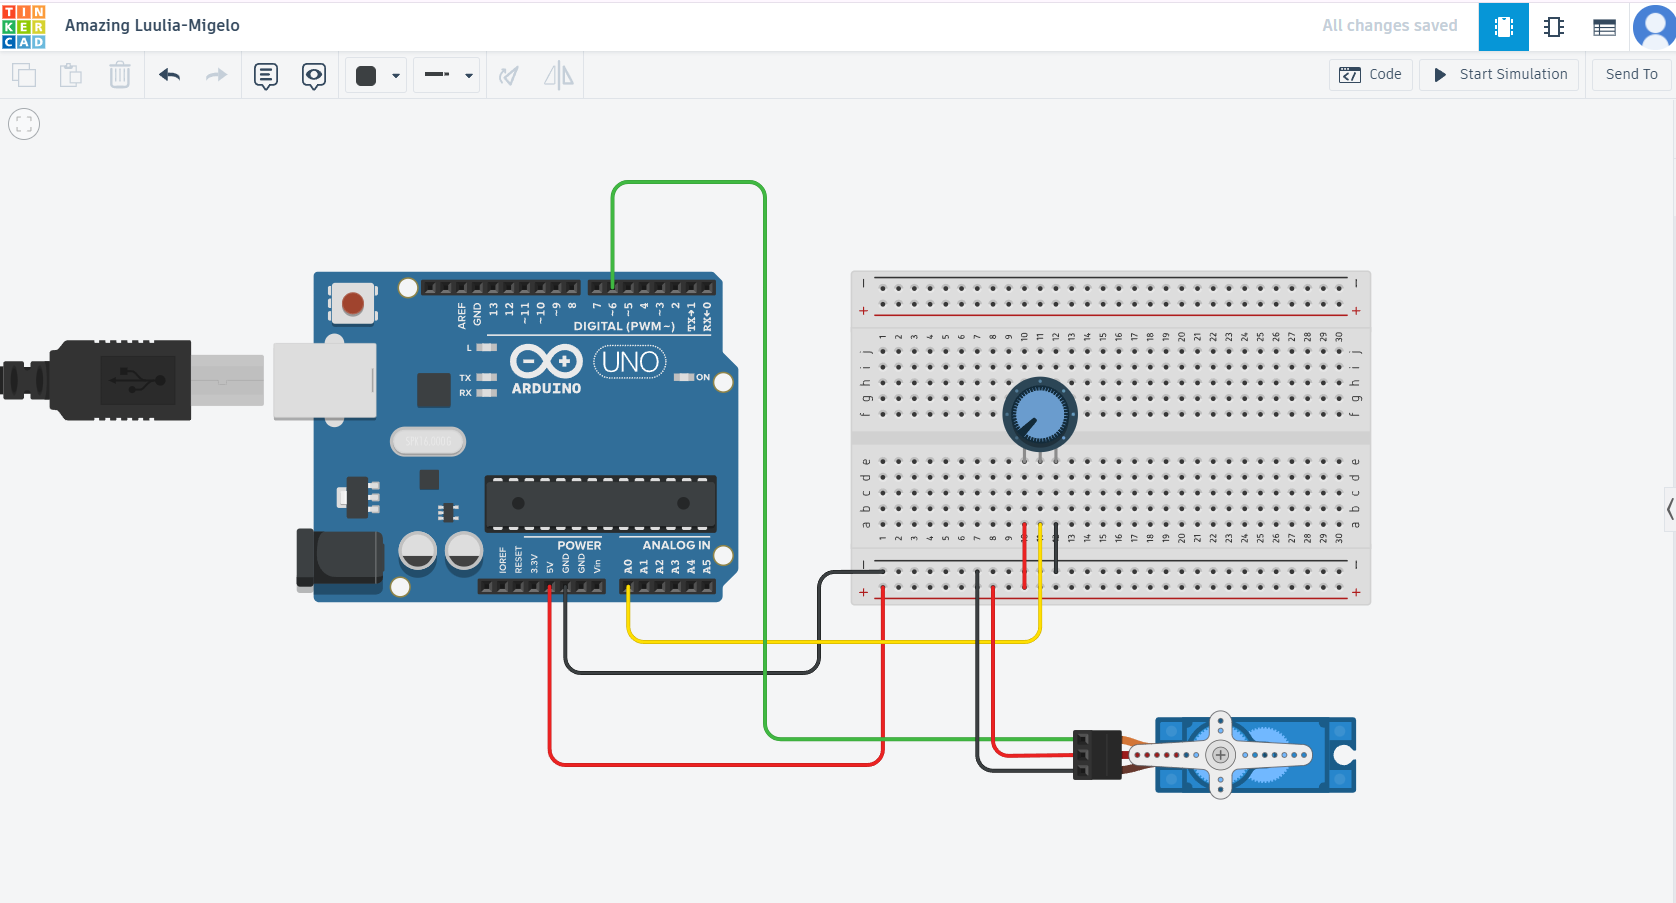 TIN
KER
CAD
Amazing Luulia-Migelo
All changes saved
Code
Start Simulation
Send To
AREF
GND
13
12
~11
~10
~9
8
7
~6
~5
4
~3
2
TX→1
RX←0
DIGITAL (PWM~)
L
TX
RX
ARDUINO
UNO
ON
POWER
ANALOG IN
IOREF
RESET
3.3V
5V
GND
GND
Vin
A0
A1
A2
A3
A4
A5
1 2 3 4 5 6 7 8 9 10 11 12 13 14 15 16 17 18 19 20 21 22 23 24 25 26 27 28 29 30
j j
i i
h h
g g
f f
e e
d d
c c
b b
a a
1 2 3 4 5 6 7 8 9 10 11 12 13 14 15 16 17 18 19 20 21 22 23 24 25 26 27 28 29 30